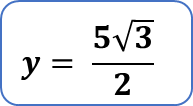 y = 5√3 / 2